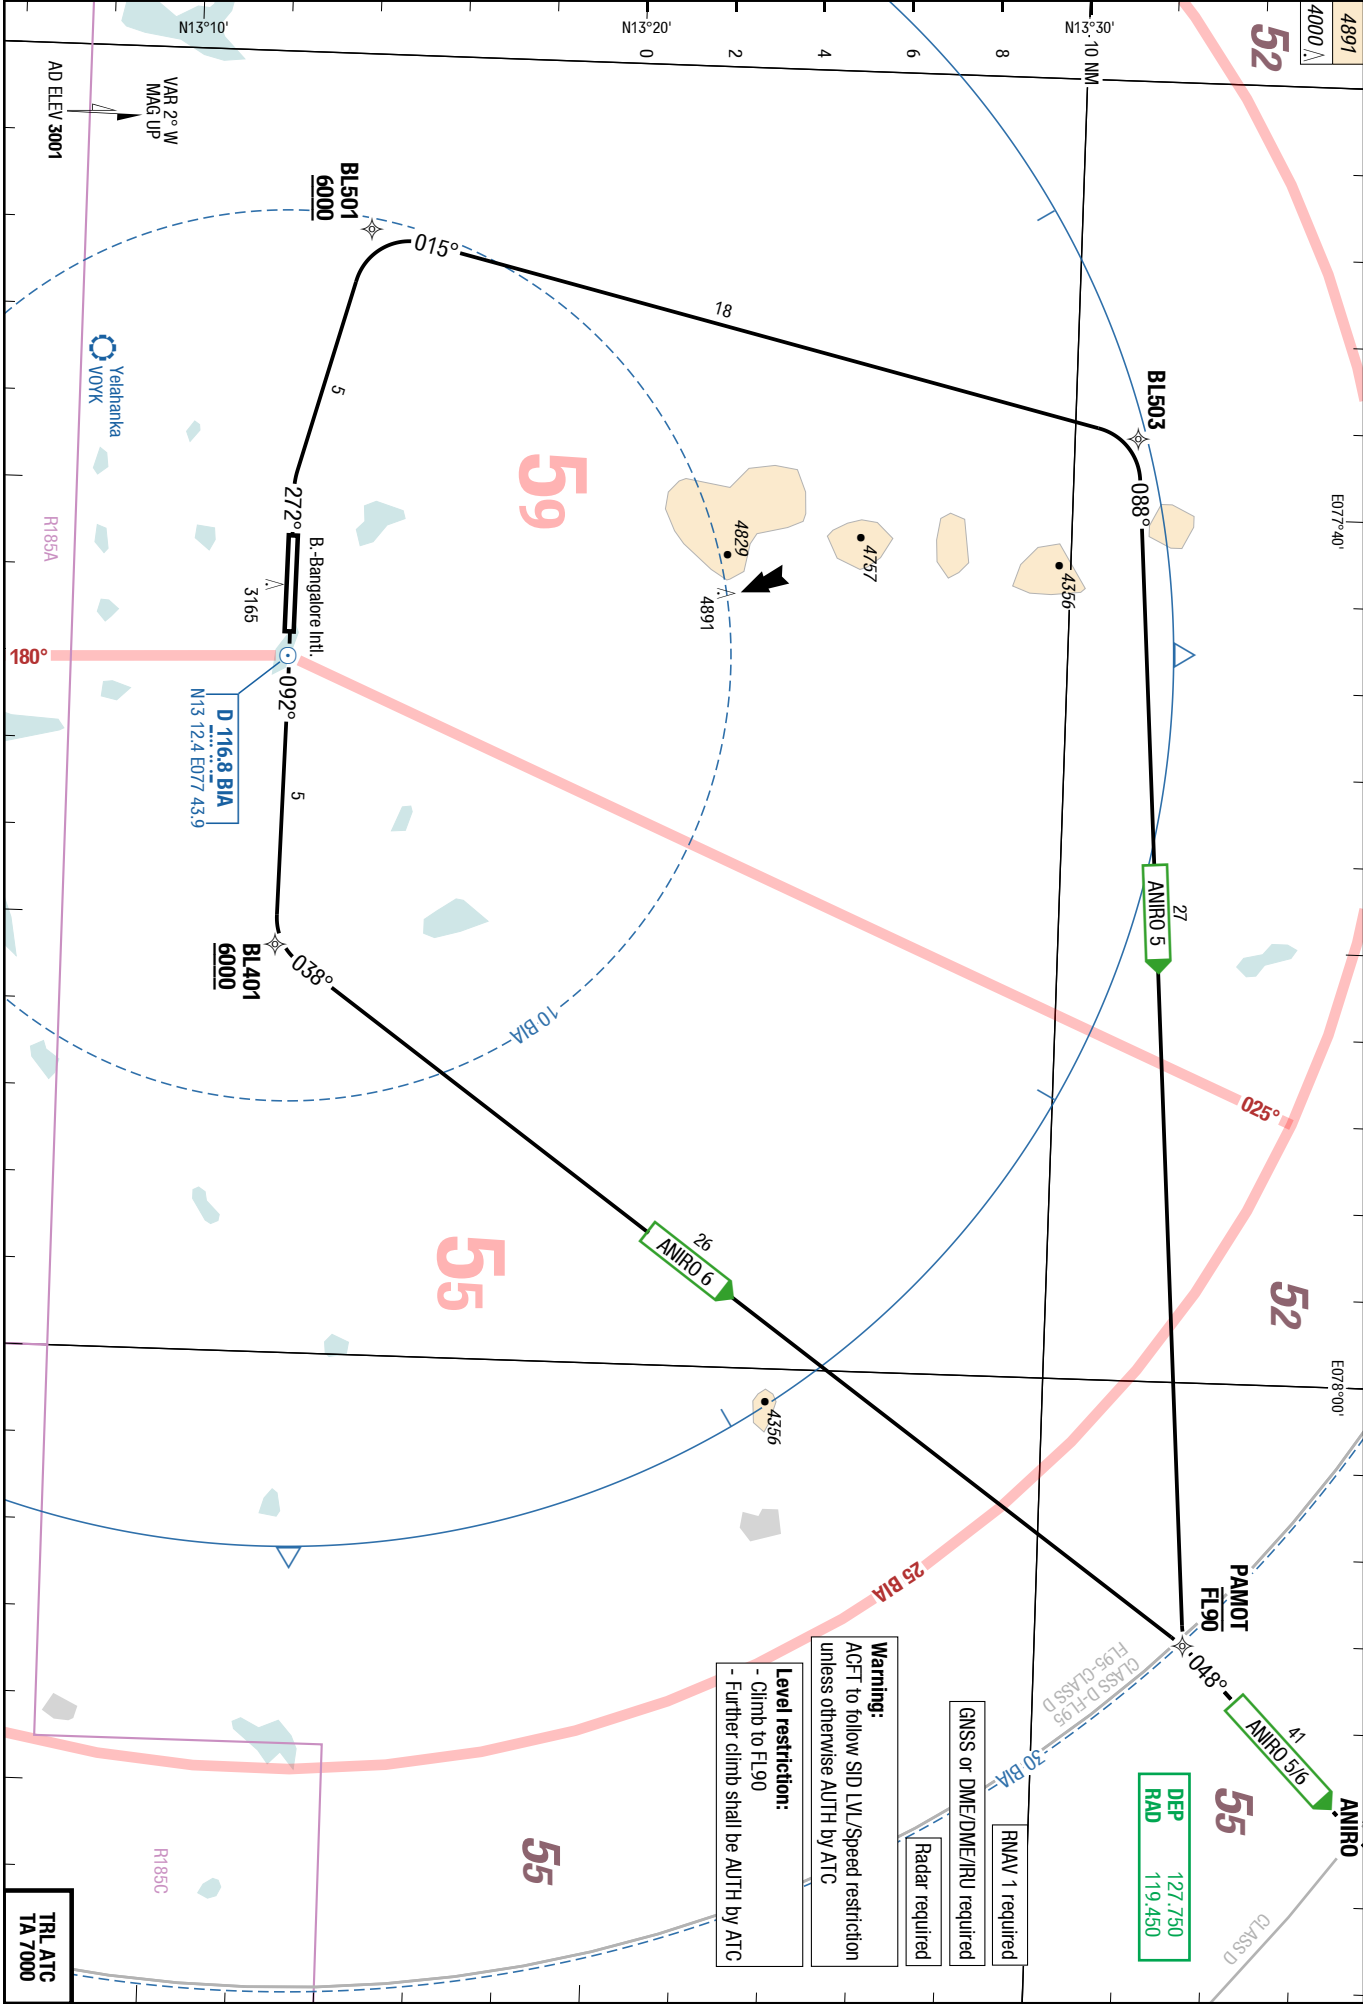 4891
4000
52
N13°10'
N13°20'
N13°30'
0
2
4
6
8
10 NM
VAR 2° W
MAG UP
AD ELEV 3001
BL501
6000
015°
18
BL503
088°
E077°40'
5
272°
Yelahanka
VOYK
R185A
59
4829
4757
4356
4891
B.-Bangalore Intl.
3165
180°
092°
D 116.8 BIA
N13 12.4 E077 43.9
5
BL401
6000
038°
10 BIA
27
ANIRO 5
025°
26
ANIRO 6
55
52
E078°00'
4356
25 BIA
PAMOT
FL90
048°
CLASS D-FL95
FL95-CLASS D
30 BIA
41
ANIRO 5/6
ANIRO
55
CLASS D
DEP 127.750
RAD 119.450
RNAV 1 required
GNSS or DME/DME/IRU required
Radar required
Warning:
ACFT to follow SID LVL/Speed restriction
unless otherwise AUTH by ATC
Level restriction:
- Climb to FL90
- Further climb shall be AUTH by ATC
55
R185C
TRL ATC
TA 7000